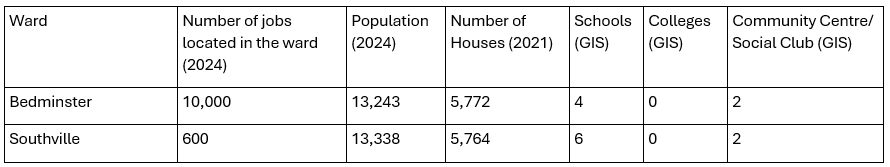 Ward Number of jobs Population Number of Schools Colleges Community Centre/
located in the ward (2024) Houses (2021) (GIS) (GIS) Social Club (GIS)
(2024)
Bedminster 10,000 13,243 5,772 4 0 2
Southville 600 13,338 5,764 6 0 2